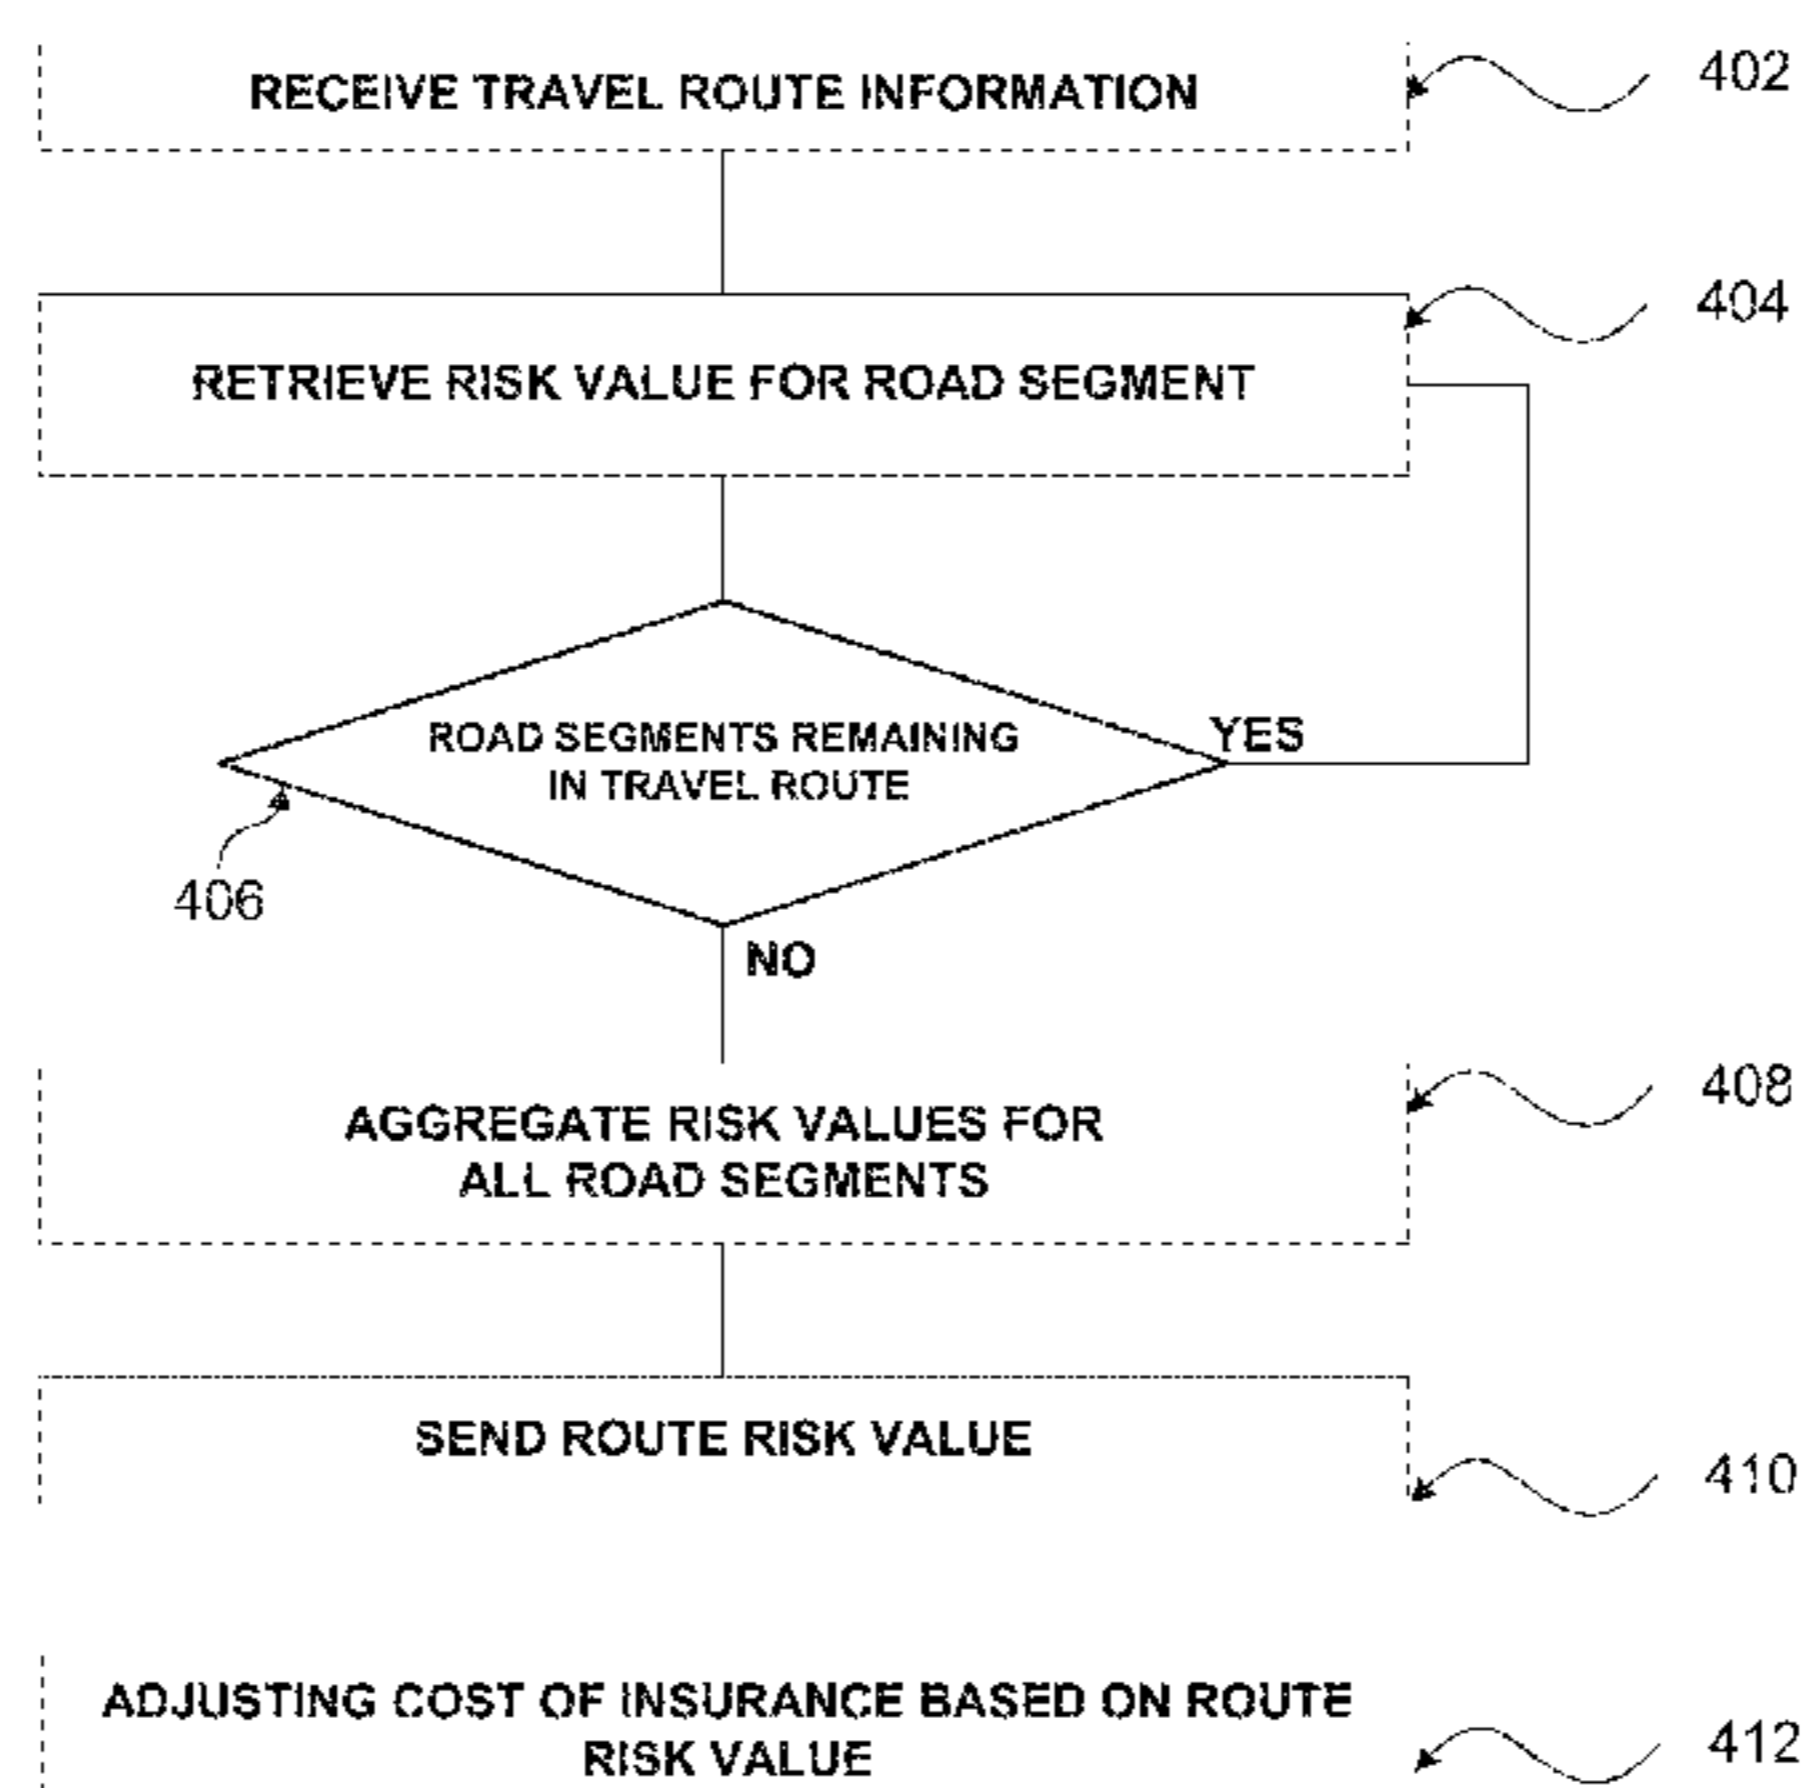 RECEIVE TRAVEL ROUTE INFORMATION
402
404
RETRIEVE RISK VALUE FOR ROAD SEGMENT
ROAD SEGMENTS REMAINING
IN TRAVEL ROUTE
YES
406
NO
408
AGGREGATE RISK VALUES FOR
ALL ROAD SEGMENTS
SEND ROUTE RISK VALUE
410
ADJUSTING COST OF INSURANCE BASED ON ROUTE
RISK VALUE
412